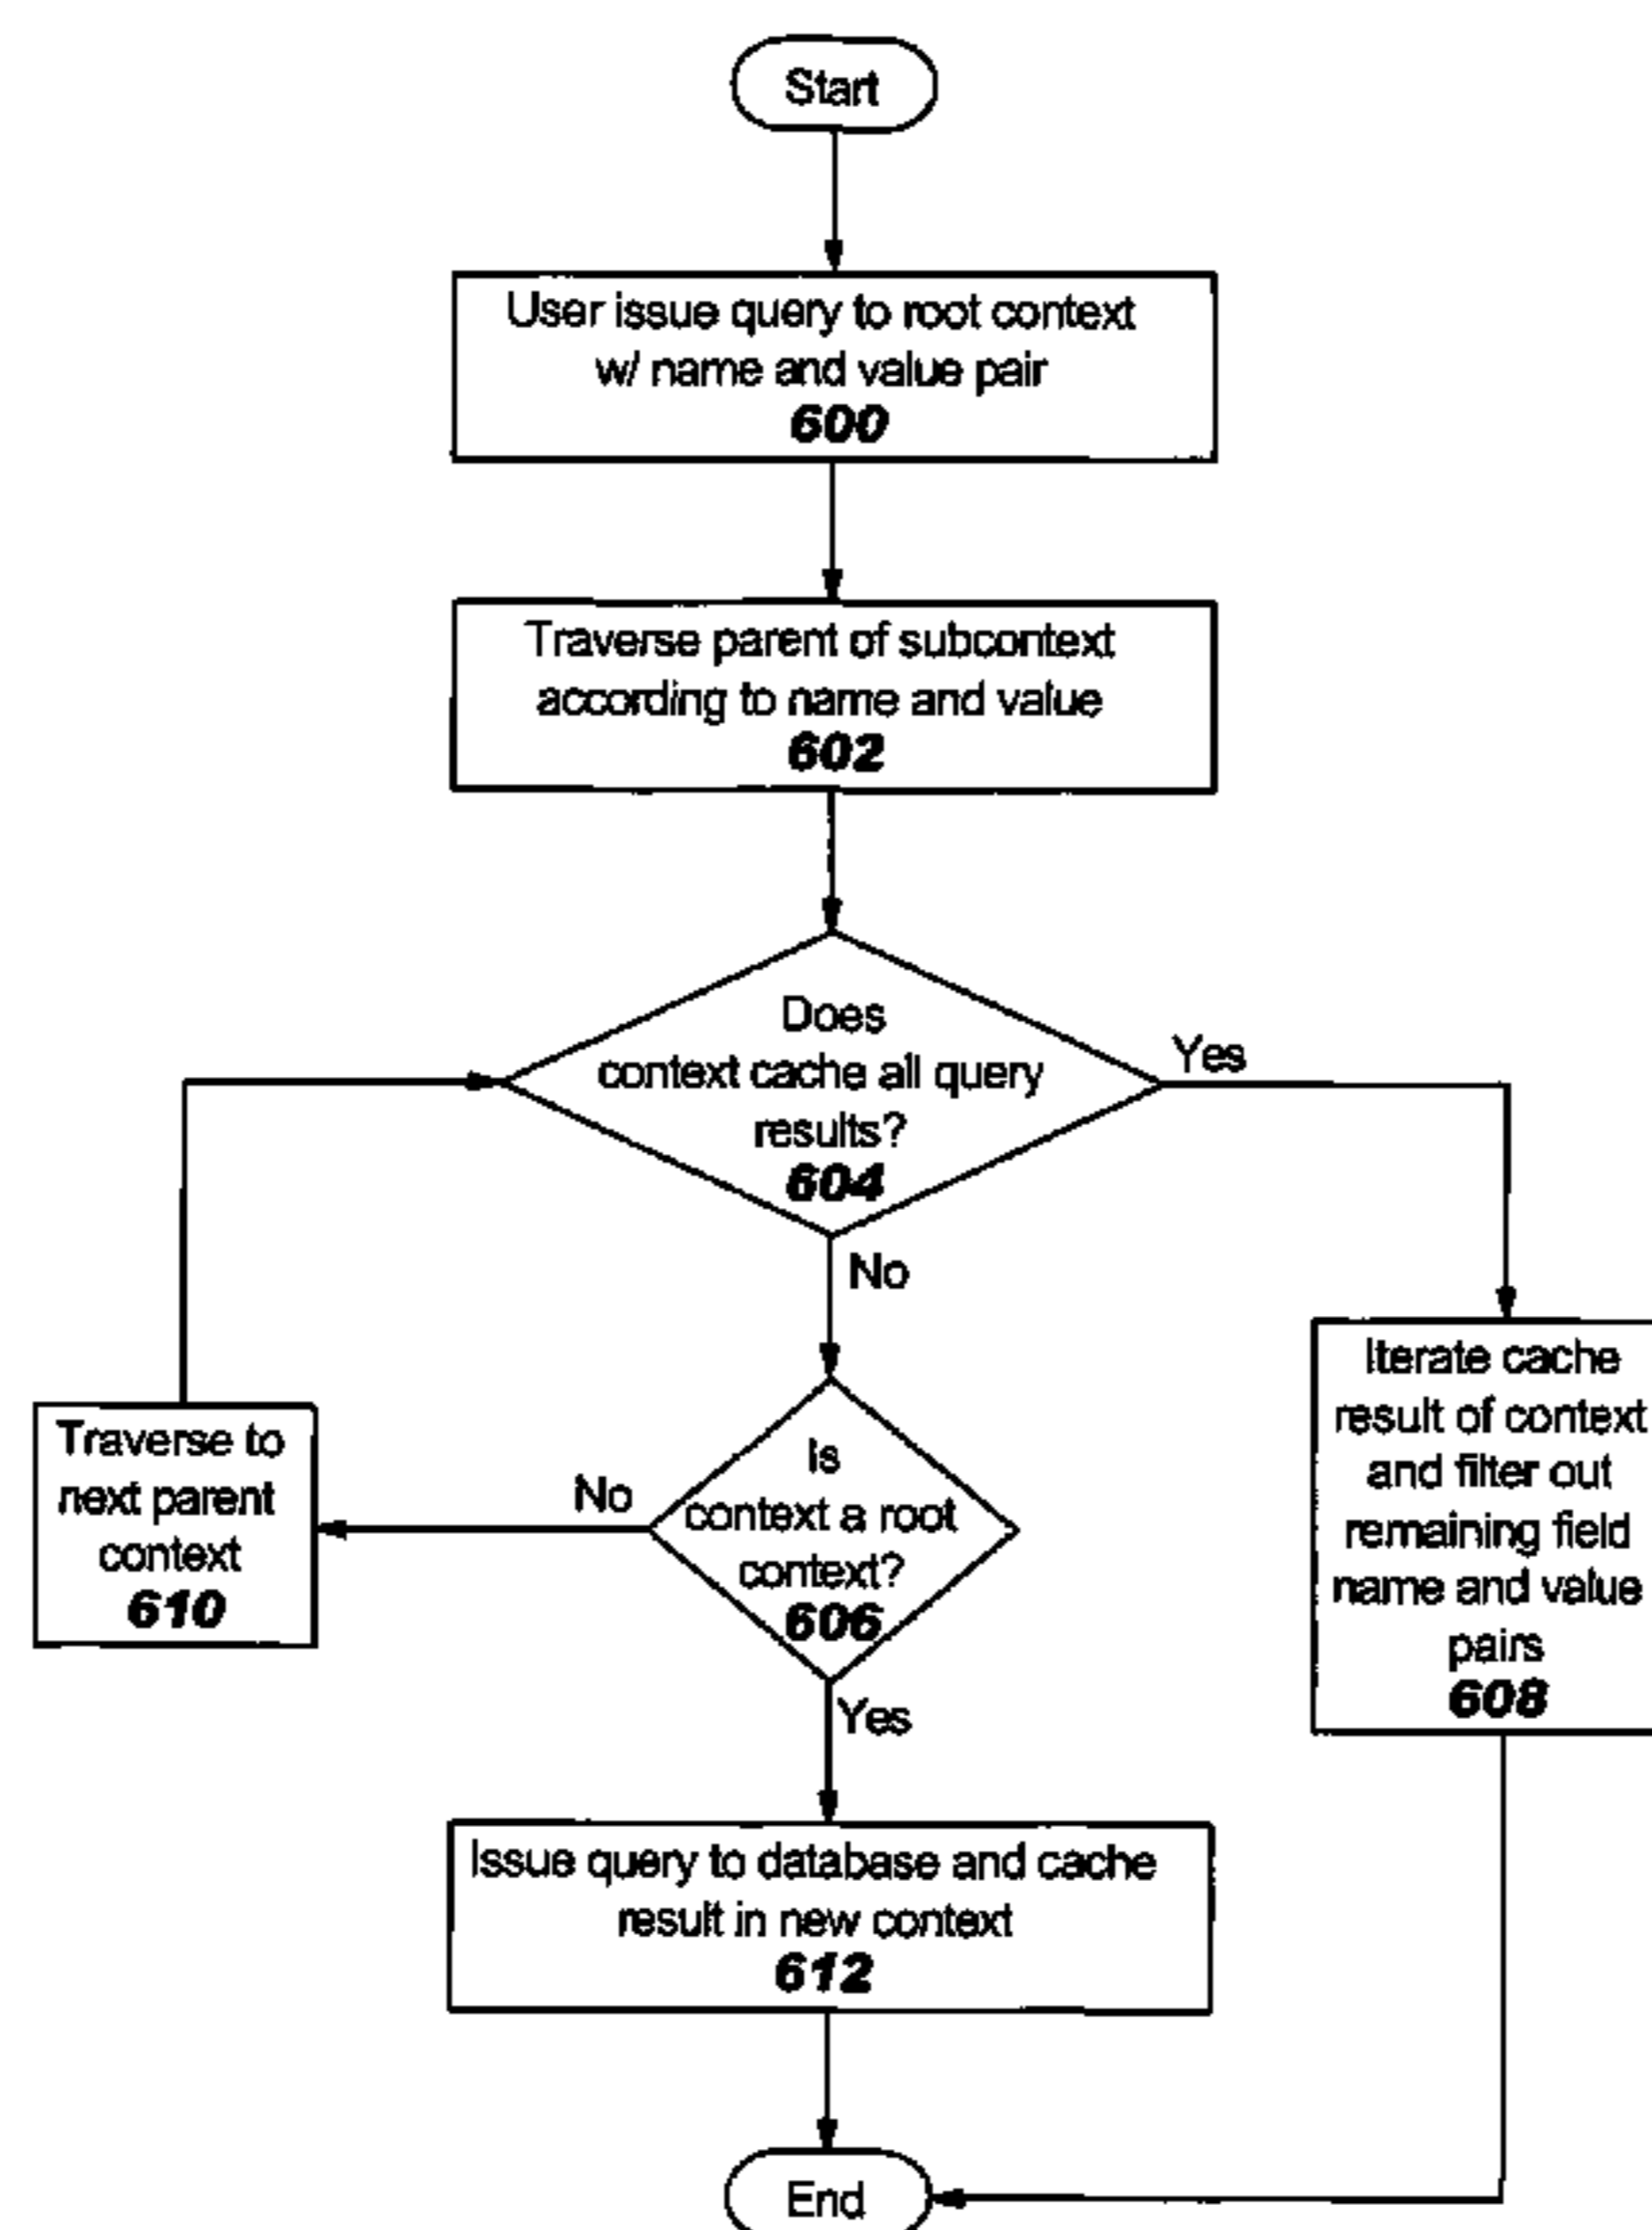 Start
User issue query to root context
w/ name and value pair
600
Traverse parent of subcontext
according to name and value
602
Does
context cache all query
results?
604
Yes
No
Iterate cache
result of context
and filter out
remaining field
name and value
pairs
608
Traverse to
next parent
context
610
No
Is
context a root
context?
606
Yes
Issue query to database and cache
result in new context
612
End